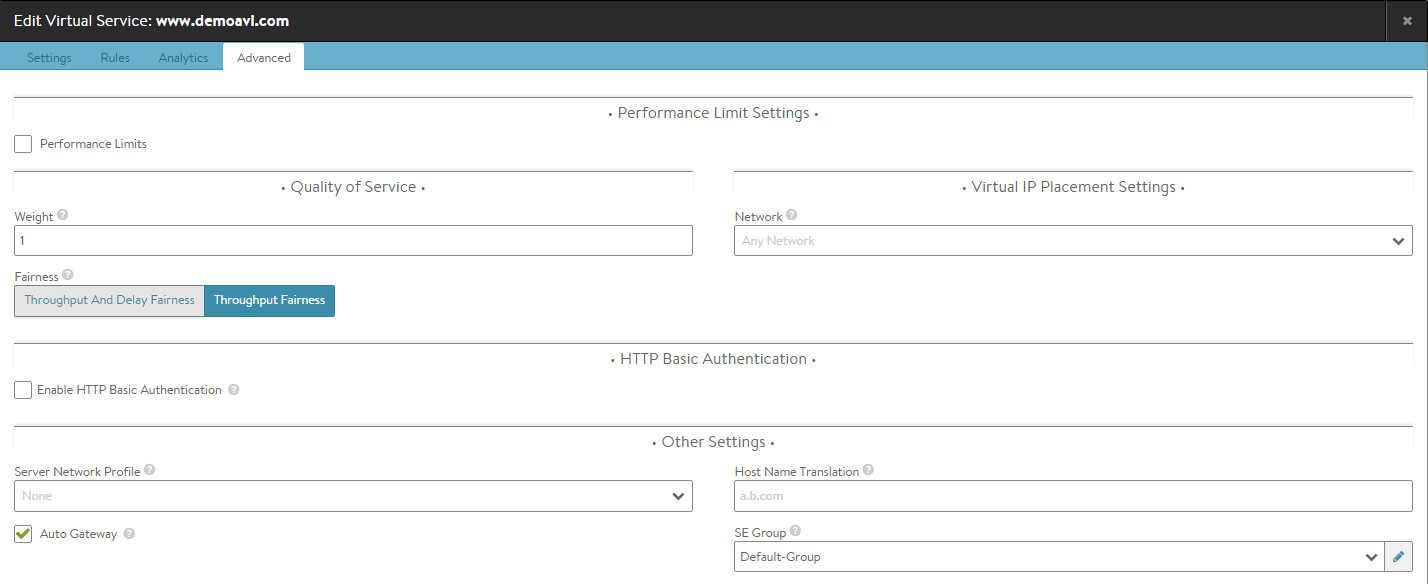 Edit Virtual Service: www.demoavl.com
Settings Rules Analytics Advanced
• Performance Limit Settings •
Performance Limits
• Quality of Service •
• Virtual IP Placement Settings •
Weight ?
Network ?
1
Any Network
Fairness ?
Throughput And Delay Fairness Throughput Fairness
• HTTP Basic Authentication •
Enable HTTP Basic Authentication ?
• Other Settings •
Server Network Profile ?
Host Name Translation ?
None
a.b.com
Auto Gateway ?
SE Group ?
Default-Group